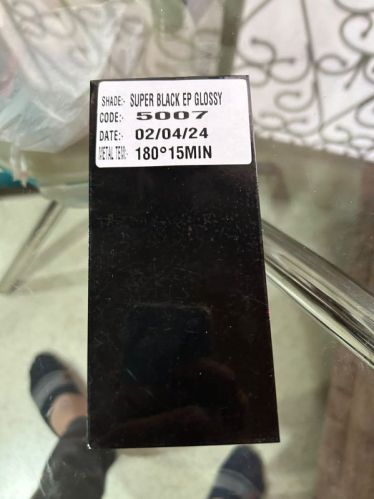 SHADE:- SUPER BLACK EP GLOSSY
CODE:- 5007
DATE:- 02/04/24
METAL TEM:- 180°15MIN